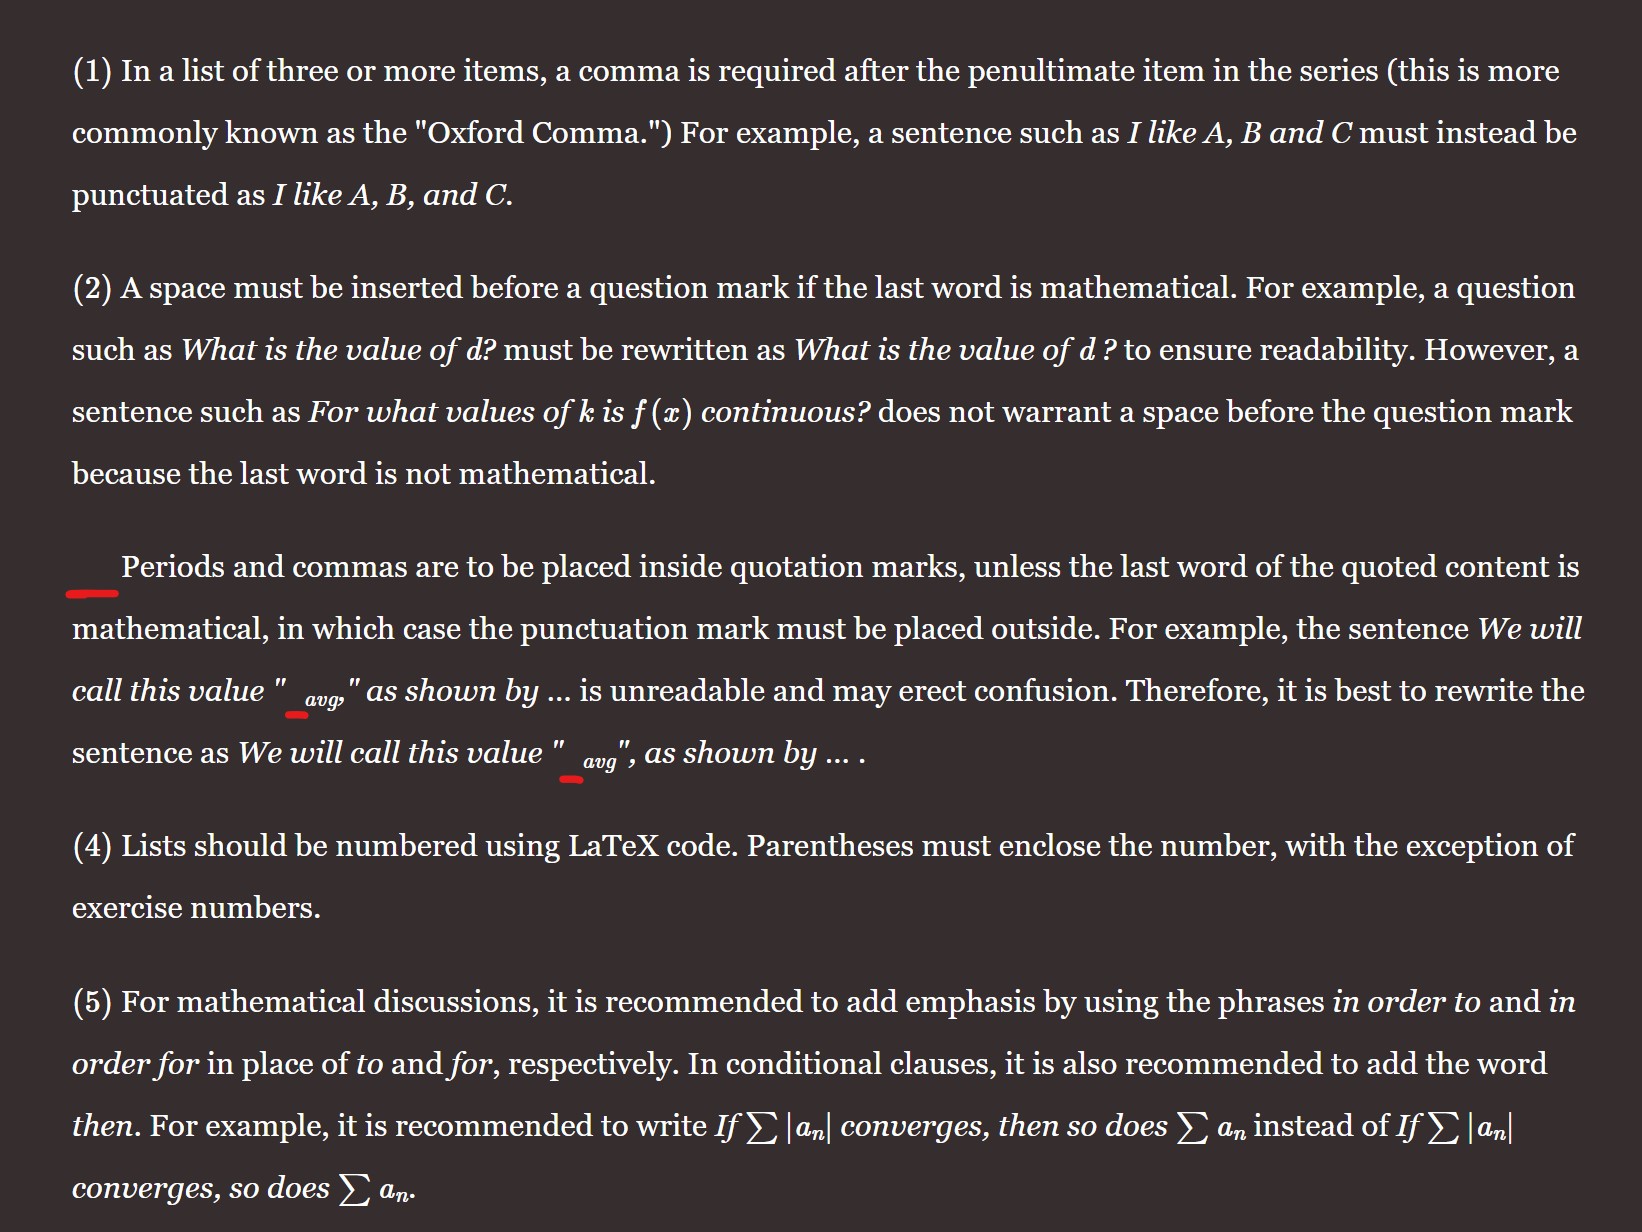 (1) In a list of three or more items, a comma is required after the penultimate item in the series (this is more
commonly known as the "Oxford Comma.") For example, a sentence such as I like A, B and C must instead be
punctuated as I like A, B, and C.
(2) A space must be inserted before a question mark if the last word is mathematical. For example, a question
such as What is the value of d? must be rewritten as What is the value of d ? to ensure readability. However, a
sentence such as For what values of k is f(x) continuous? does not warrant a space before the question mark
because the last word is not mathematical.
Periods and commas are to be placed inside quotation marks, unless the last word of the quoted content is
mathematical, in which case the punctuation mark must be placed outside. For example, the sentence We will
call this value " avg," as shown by ... is unreadable and may erect confusion. Therefore, it is best to rewrite the
sentence as We will call this value " avg", as shown by ... .
(4) Lists should be numbered using LaTeX code. Parentheses must enclose the number, with the exception of
exercise numbers.
(5) For mathematical discussions, it is recommended to add emphasis by using the phrases in order to and in
order for in place of to and for, respectively. In conditional clauses, it is also recommended to add the word
then. For example, it is recommended to write If ∑ |aₙ| converges, then so does ∑ aₙ instead of If ∑ |aₙ|
converges, so does ∑ aₙ.